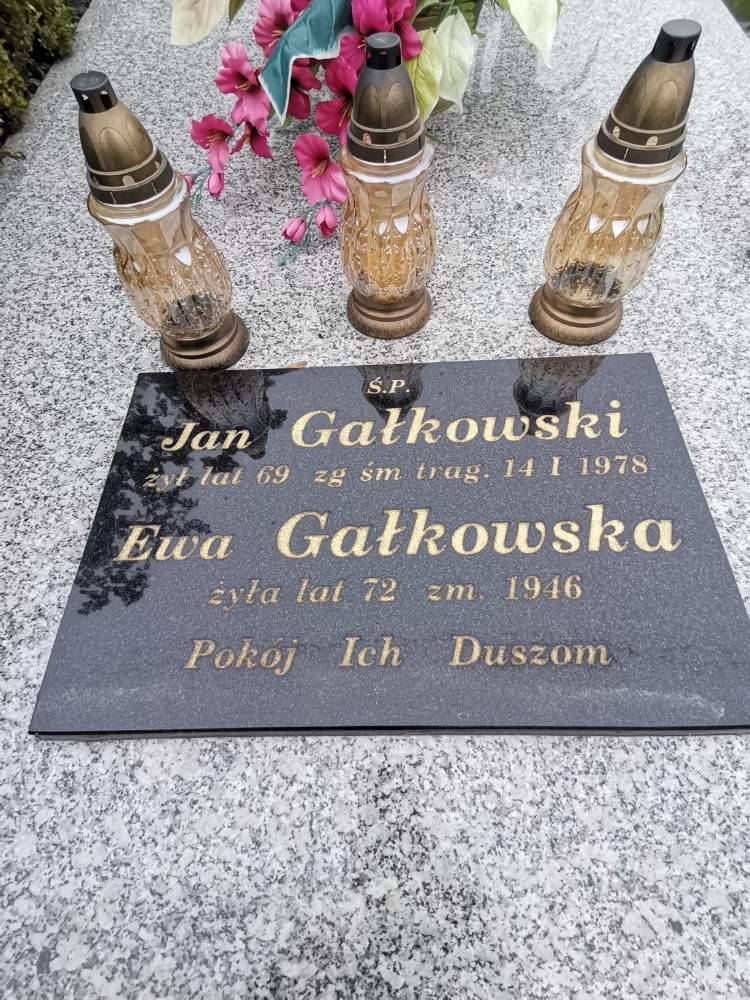 Ś.P.
Jan Gałkowski
żył lat 69 zg śm trag. 14 I 1978
Ewa Gałkowska
żyła lat 72 zm. 1946
Pokój Ich Duszom